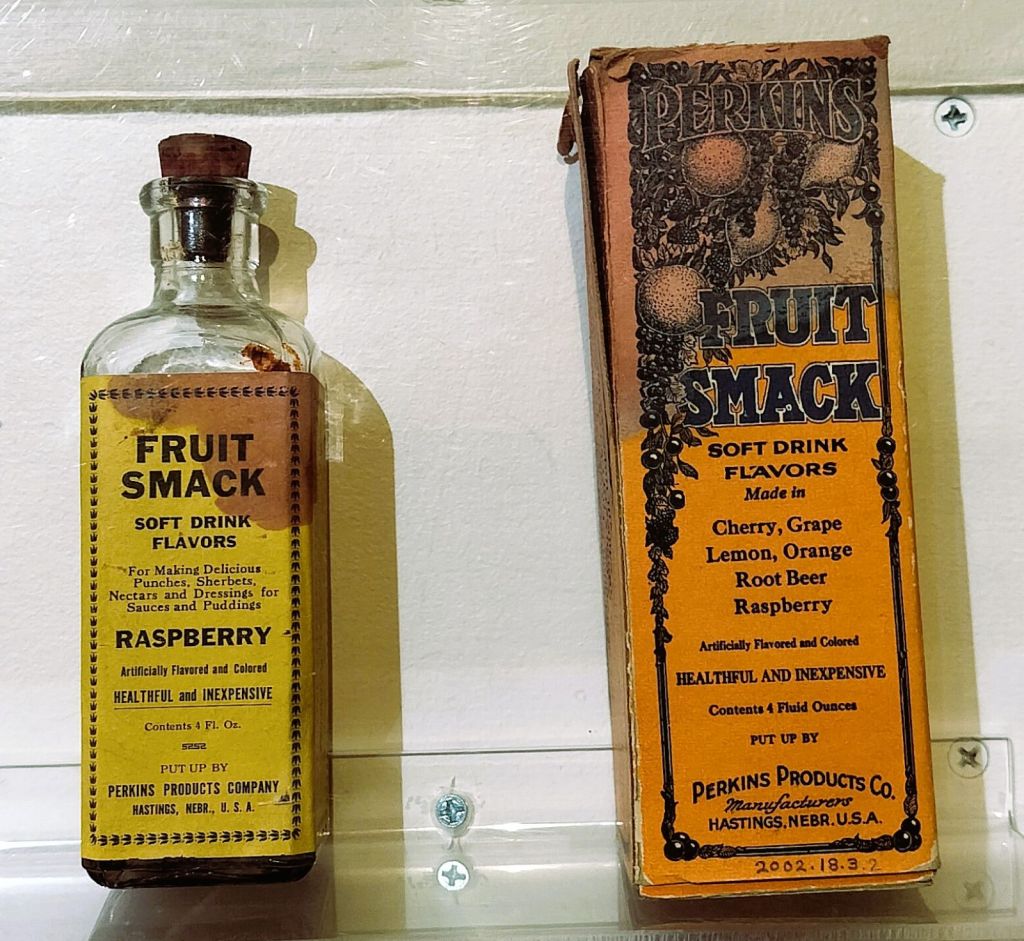 FRUIT
SMACK
SOFT DRINK
FLAVORS
For Making Delicious
Punches, Sherbets,
Nectars and Dressings for
Sauces and Puddings
RASPBERRY
Artificially Flavored and Colored
HEALTHFUL and INEXPENSIVE
Contents 4 Fl. Oz.
PUT UP BY
PERKINS PRODUCTS COMPANY
HASTINGS, NEBR., U. S. A.
PERKINS
FRUIT
SMACK
SOFT DRINK
FLAVORS
Made in
Cherry, Grape
Lemon, Orange
Root Beer
Raspberry
Artificially Flavored and Colored
HEALTHFUL AND INEXPENSIVE
Contents 4 Fluid Ounces
PUT UP BY
PERKINS PRODUCTS CO.
Manufacturers
HASTINGS, NEBR. U.S.A.
2002.18.3.2